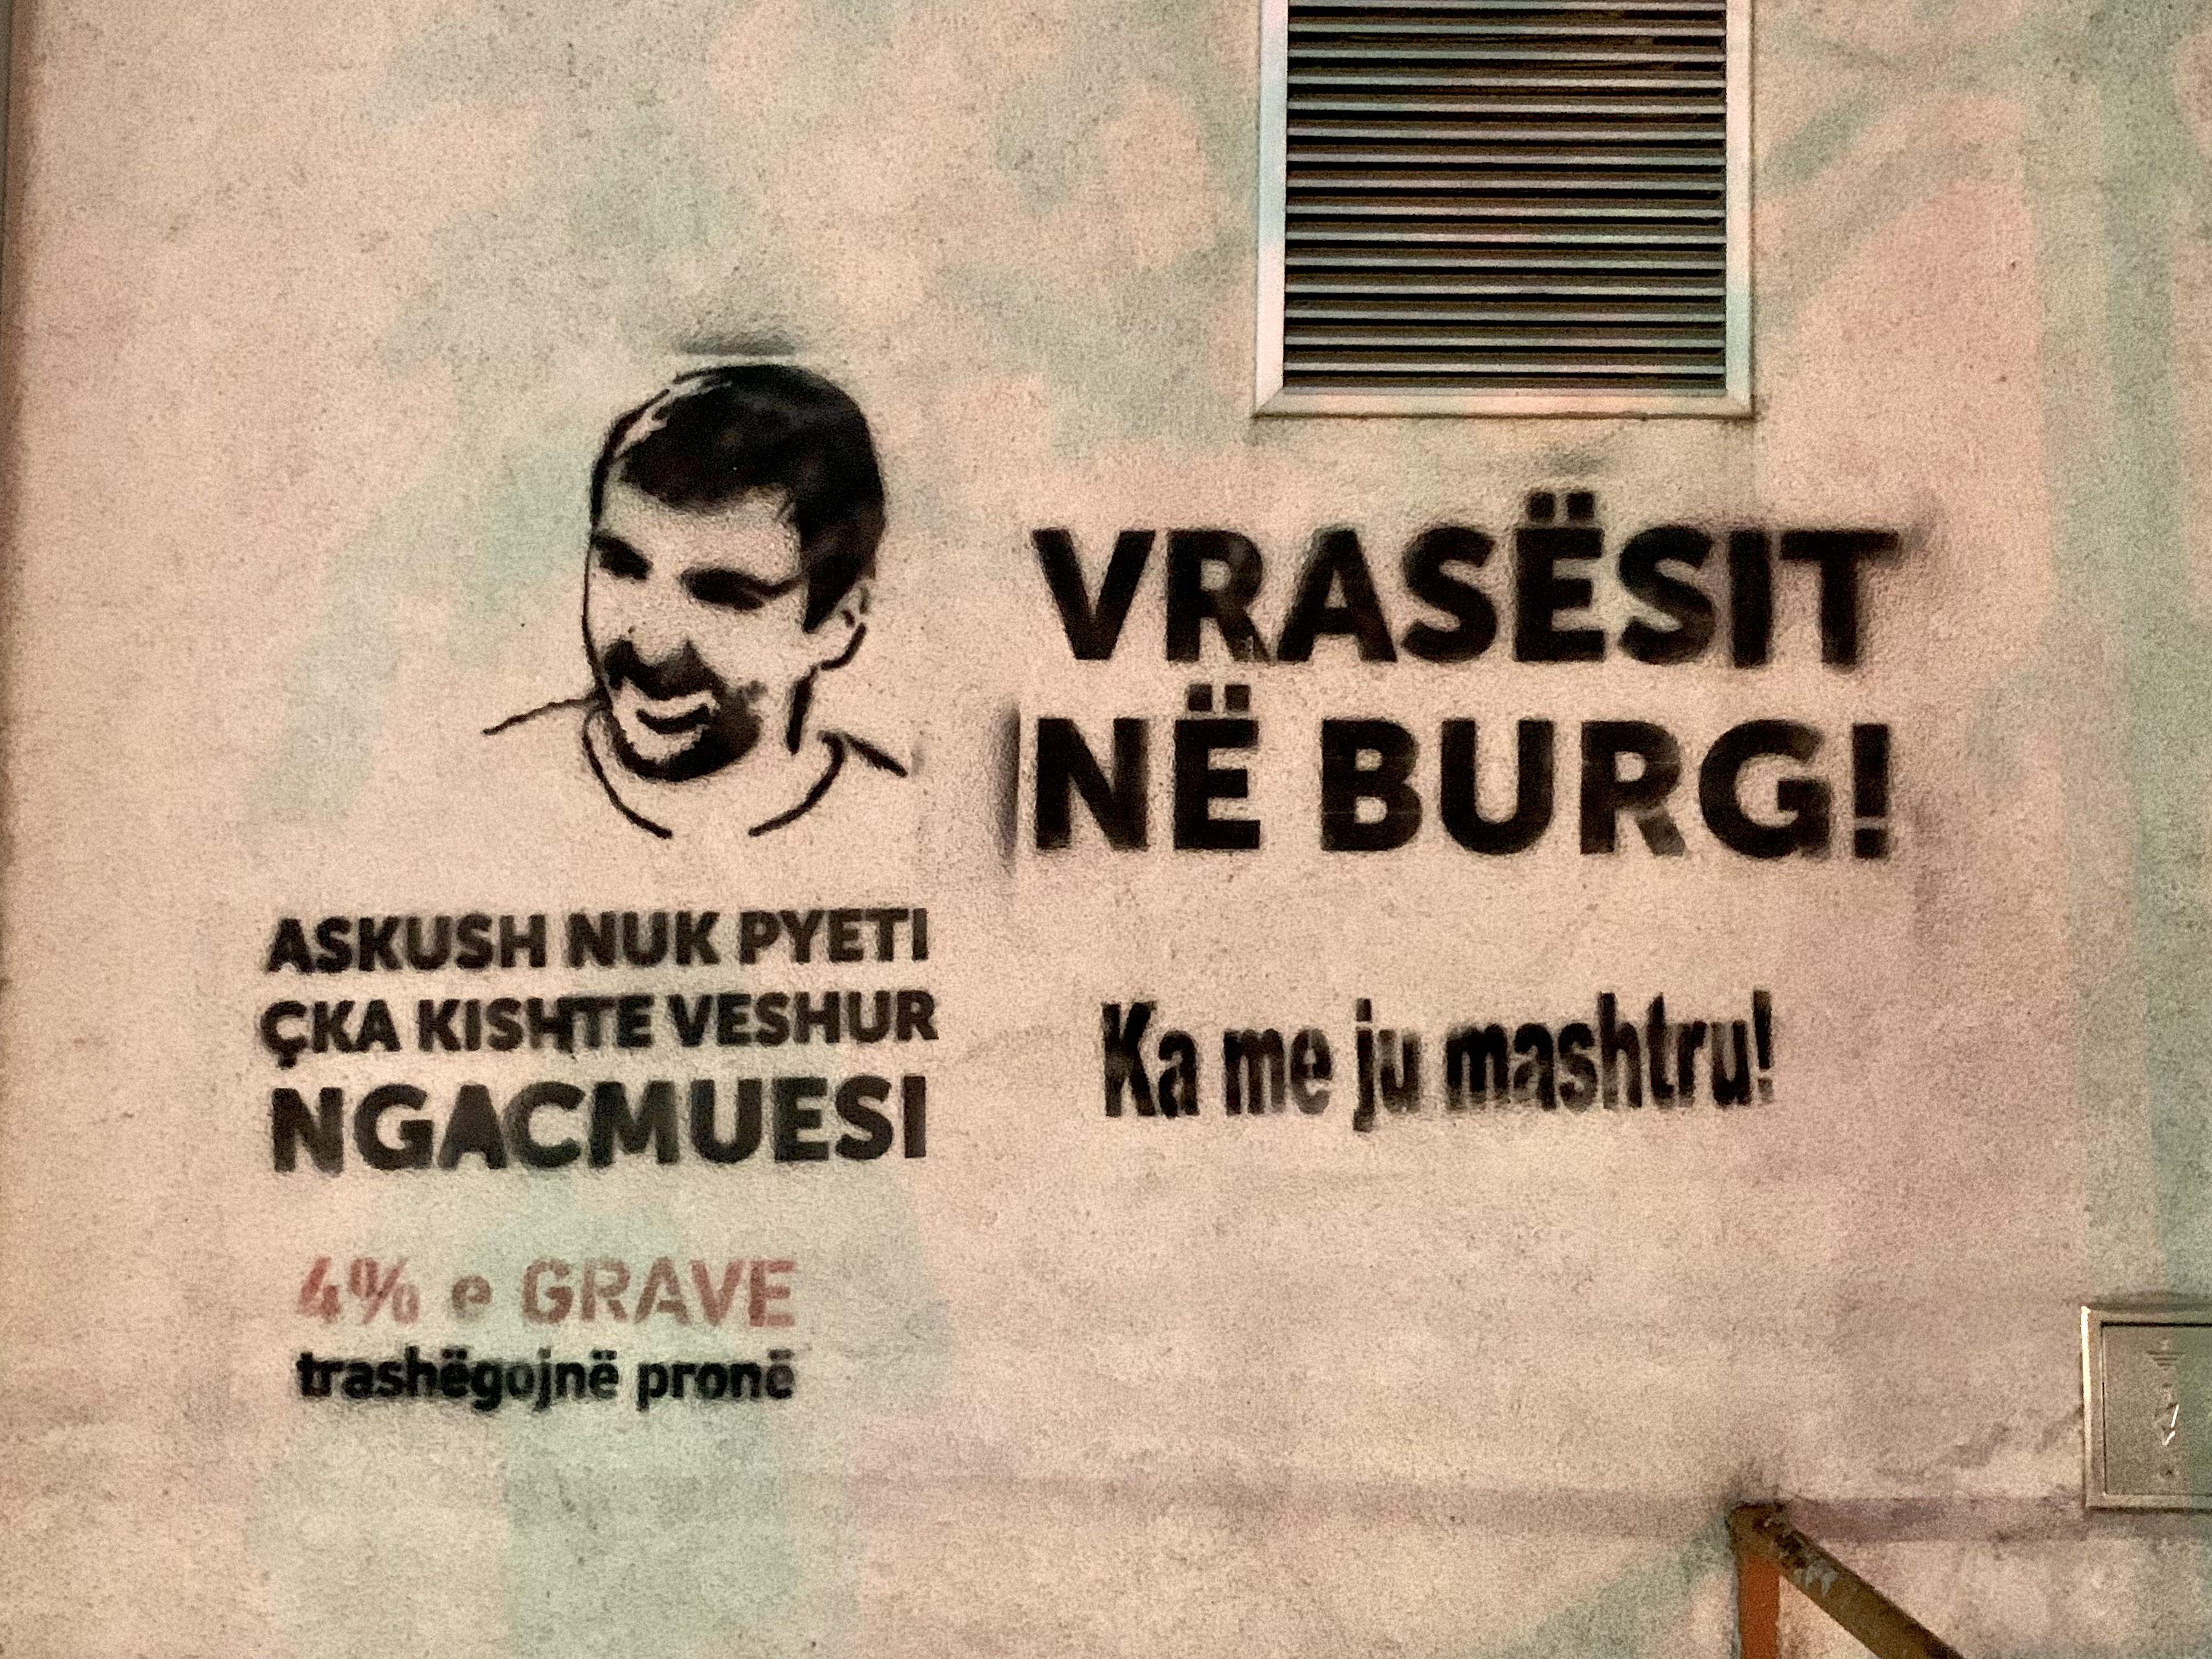 VRASËSIT
NË BURG!
ASKUSH NUK PYETI
ÇKA KISHTE VESHUR
NGACMUESI
Ka me ju mashtru!
4% e GRAVE
trashëgojnë pronë